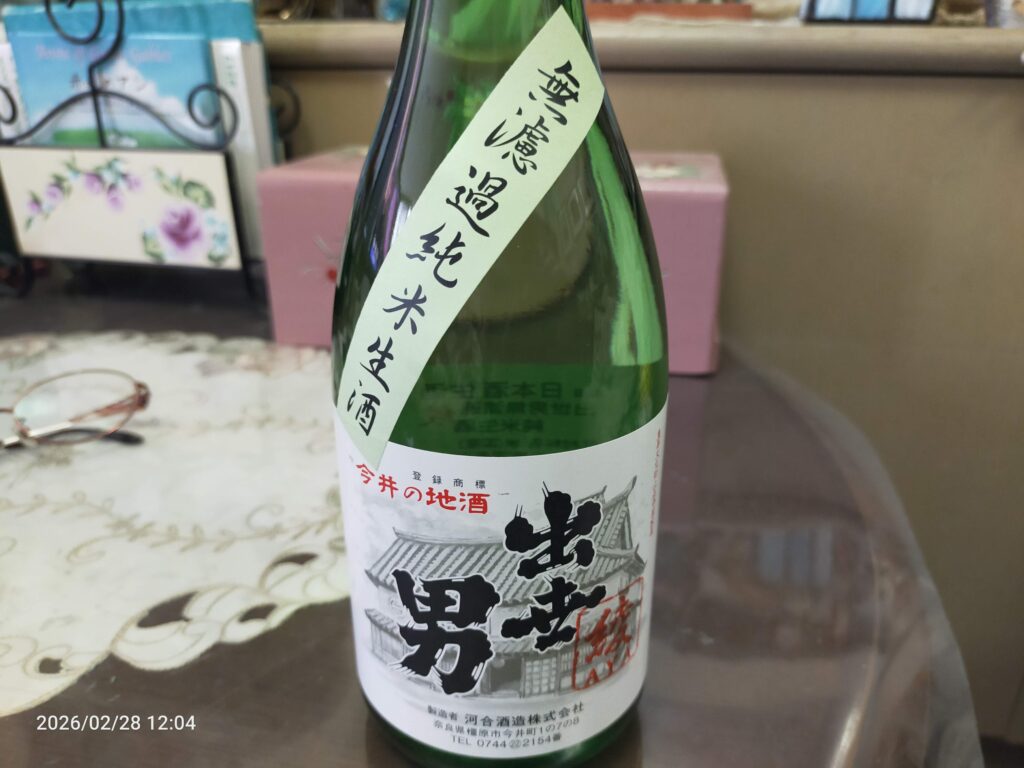 無濾過純米生酒
登録商標
今井の地酒
出世男
綾
AYA
製造者 河合酒造株式会社
奈良県橿原市今井町1の7の8
TEL 0744㉒2154番
2026/02/28 12:04